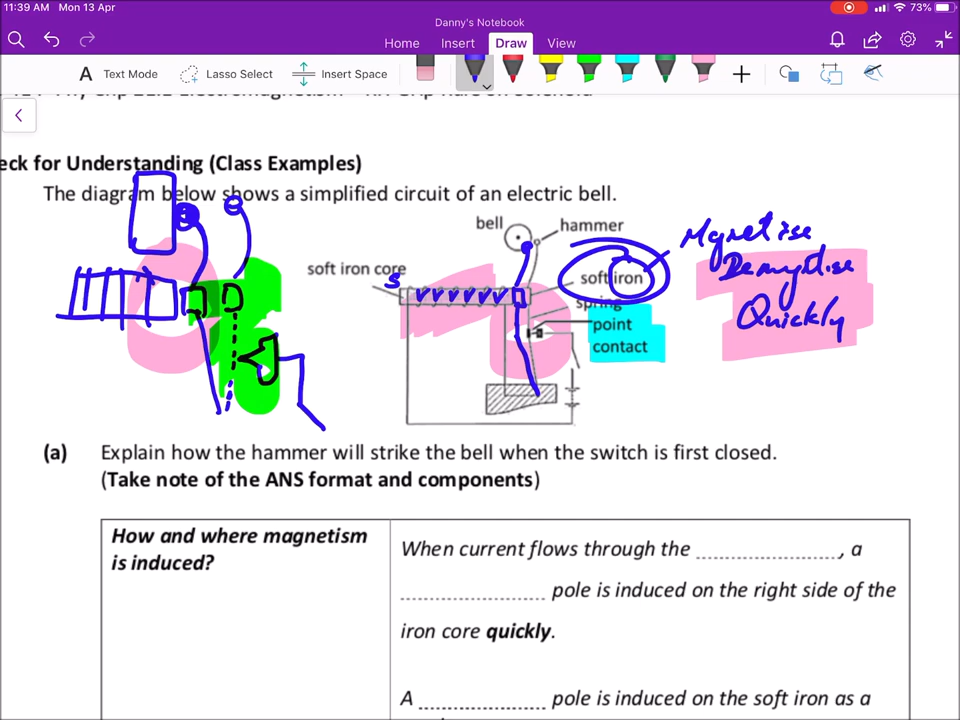 11:39 AM Mon 13 Apr
73%
Danny's Notebook
Home Insert Draw View
A Text Mode Lasso Select Insert Space
eck for Understanding (Class Examples)
The diagram below shows a simplified circuit of an electric bell.
bell
hammer
soft iron core
S
soft iron
spring
point
contact
Magnetise
Quickly
(a) Explain how the hammer will strike the bell when the switch is first closed.
(Take note of the ANS format and components)
How and where magnetism
is induced?
When current flows through the ........................, a
........................ pole is induced on the right side of the
iron core quickly.
A ..................... pole is induced on the soft iron as a